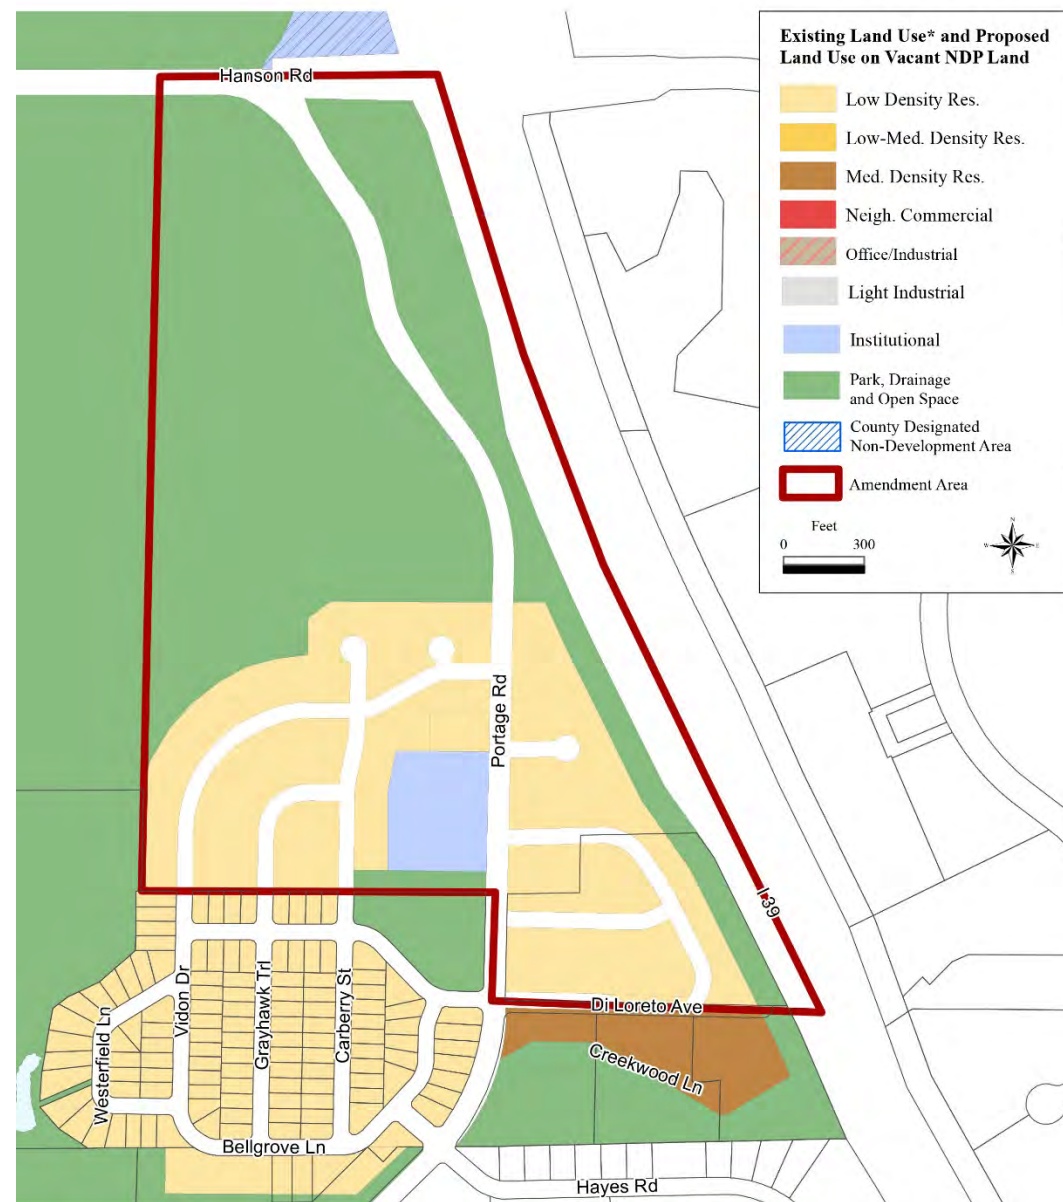 Existing Land Use* and Proposed
Land Use on Vacant NDP Land
Low Density Res.
Low-Med. Density Res.
Med. Density Res.
Neigh. Commercial
Office/Industrial
Light Industrial
Institutional
Park, Drainage
and Open Space
County Designated
Non-Development Area
Amendment Area
Feet
0 300
N
W E
S
Hanson Rd
Portage Rd
I 39
Di Loreto Ave
Creekwood Ln
Westerfield Ln
Vidon Dr
Grayhawk Trl
Carberry St
Bellgrove Ln
Hayes Rd